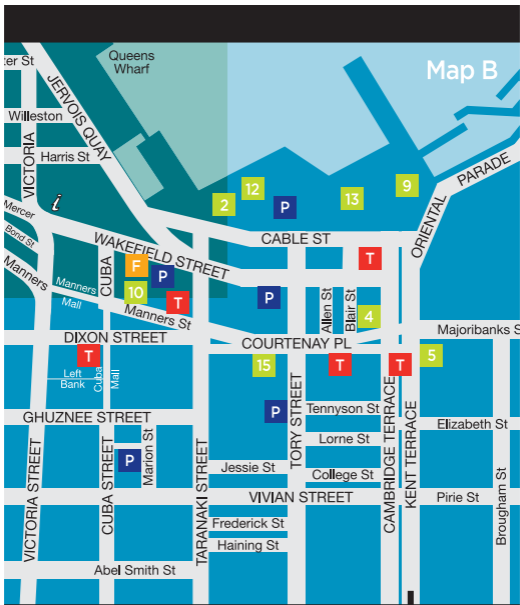 Queens
Wharf
Map B
ter St
JERVOIS QUAY
Willeston
Harris St
VICTORIA
i
12
9
2
P
13
PARADE
Mercer
Bond St
ORIENTAL
CABLE ST
WAKEFIELD STREET
T
Manners
CUBA
F
P
Manners
Mall
10
T
P
Allen St
Blair St
4
Manners St
DIXON STREET
COURTENAY PL
Majoribanks S
T
15
T
T
5
Left
Bank
Cuba
Mall
TORY STREET
P
Tennyson St
GHUZNEE STREET
CAMBRIDGE TERRACE
KENT TERRACE
Elizabeth St
Marion St
Lorne St
P
Jessie St
College St
VICTORIA STREET
CUBA STREET
TARANAKI STREET
VIVIAN STREET
Pirie St
Brougham St
Frederick St
Haining St
Abel Smith St